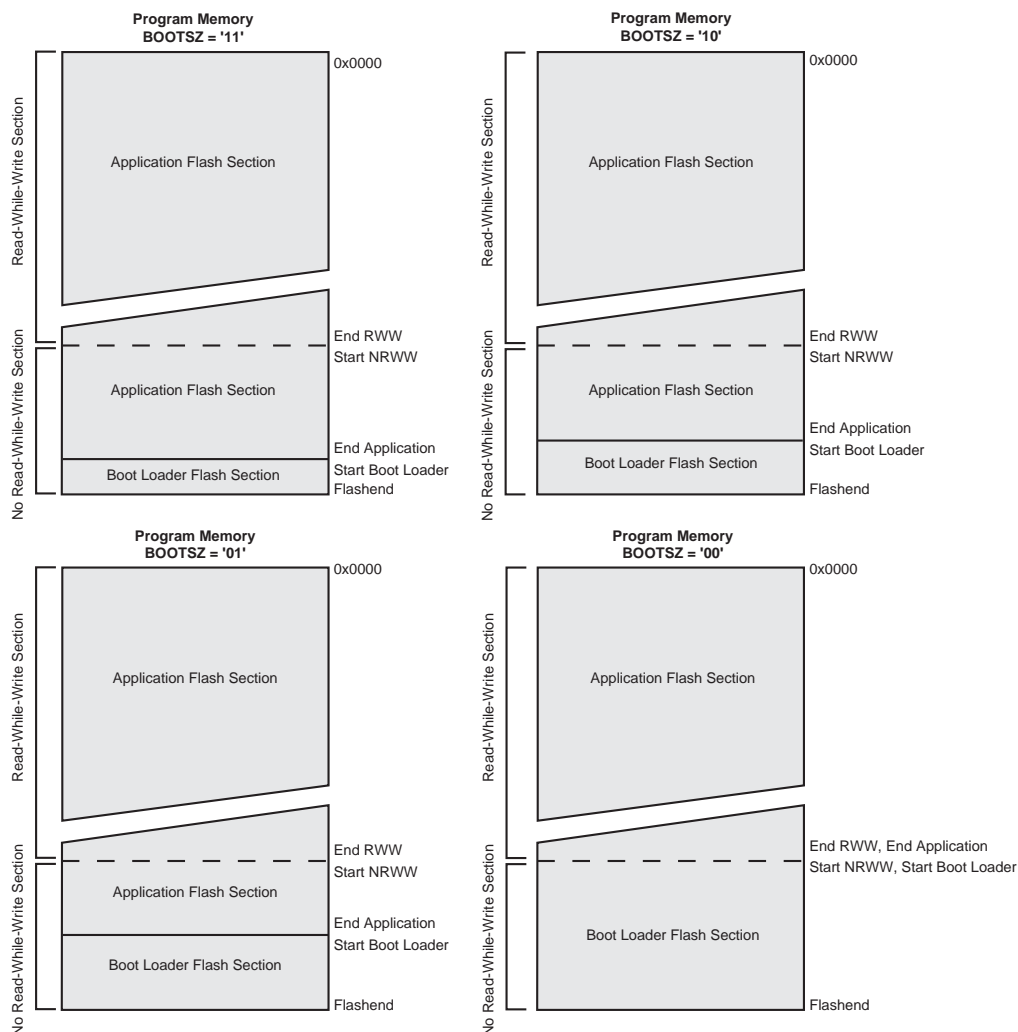 Program Memory
BOOTSZ = '11'
0x0000
Read-While-Write Section
Application Flash Section
End RWW
Start NRWW
No Read-While-Write Section
Application Flash Section
End Application
Start Boot Loader
Boot Loader Flash Section
Flashend
Program Memory
BOOTSZ = '10'
0x0000
Read-While-Write Section
Application Flash Section
End RWW
Start NRWW
No Read-While-Write Section
Application Flash Section
End Application
Start Boot Loader
Boot Loader Flash Section
Flashend
Program Memory
BOOTSZ = '01'
0x0000
Read-While-Write Section
Application Flash Section
End RWW
Start NRWW
No Read-While-Write Section
Application Flash Section
End Application
Start Boot Loader
Boot Loader Flash Section
Flashend
Program Memory
BOOTSZ = '00'
0x0000
Read-While-Write Section
Application Flash Section
End RWW, End Application
Start NRWW, Start Boot Loader
No Read-While-Write Section
Boot Loader Flash Section
Flashend